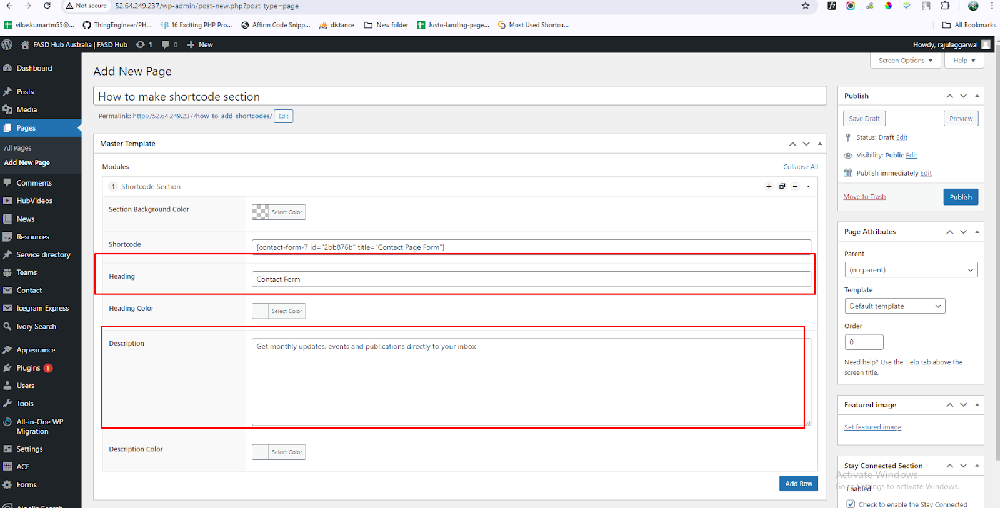 Not secure 52.64.249.237/wp-admin/post-new.php?post_type=page
vikaskumartm55@... ThingEngineer/PH... 16 Exciting PHP Pro... Affirm Code Snipp... distance New folder Justo-landing-page... Most Used Shortcu... All Bookmarks
FASD Hub Australia | FASD Hub 1 0 New Howdy, rajulaggarwal
Screen Options Help
Dashboard
Posts
Media
Pages
All Pages
Add New Page
Comments
HubVideos
News
Resources
Service directory
Teams
Contact
Icegram Express
Ivory Search
Appearance
Plugins 1
Users
Tools
All-in-One WP
Migration
Settings
ACF
Forms
Algolia Search
Add New Page
How to make shortcode section
Permalink: http://52.64.249.237/how-to-add-shortcodes/ Edit
Master Template
Modules Collapse All
1 Shortcode Section
Section Background Color Select Color
Shortcode [contact-form-7 id="2bb876b" title="Contact Page Form"]
Heading Contact Form
Heading Color Select Color
Description Get monthly updates, events and publications directly to your inbox
Description Color Select Color
Add Row
Publish
Save Draft Preview
Status: Draft Edit
Visibility: Public Edit
Publish immediately Edit
Move to Trash Publish
Page Attributes
Parent
(no parent)
Template
Default template
Order
0
Need help? Use the Help tab above the
screen title.
Featured image
Set featured image
Stay Connected Section
Activate Windows
Go to Settings to activate Windows.
Enabled
Check to enable the Stay Connected